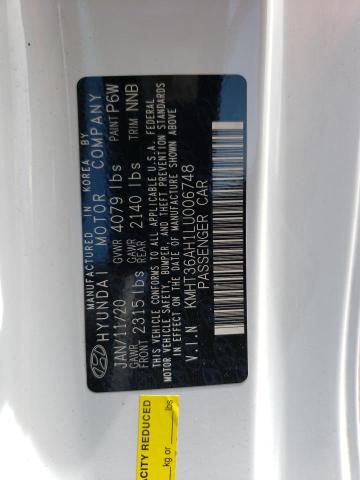 MANUFACTURED IN KOREA BY
HYUNDAI MOTOR COMPANY
JAN/11/20 GVWR 4079 lbs PAINT P6W
GAWR FRONT 2315 lbs GAWR REAR 2140 lbs TRIM NNB
THIS VEHICLE CONFORMS TO ALL APPLICABLE U.S.A. FEDERAL
MOTOR VEHICLE SAFETY, BUMPER, AND THEFT PREVENTION STANDARDS
IN EFFECT ON THE DATE OF MANUFACTURE SHOWN ABOVE
V.I.N KMHT36AH1LU006748
PASSENGER CAR
ACITY REDUCED
kg or lbs